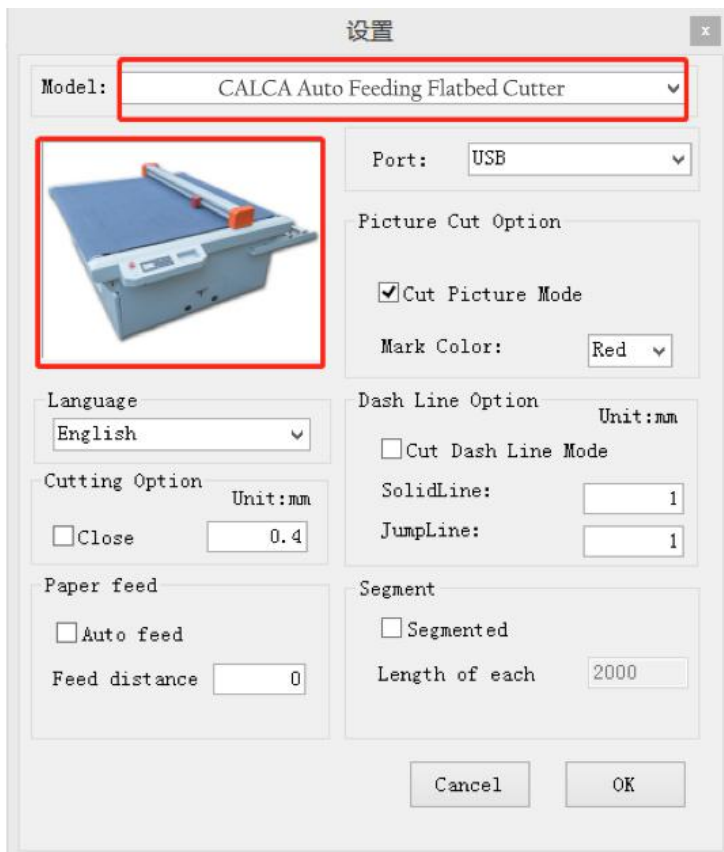 设置
x
Model: CALCA Auto Feeding Flatbed Cutter
Port: USB
Picture Cut Option
Cut Picture Mode
Mark Color: Red
Language
English
Cutting Option
Unit:mm
Close 0.4
Dash Line Option
Unit:mm
Cut Dash Line Mode
SolidLine: 1
JumpLine: 1
Paper feed
Auto feed
Feed distance 0
Segment
Segmented
Length of each 2000
Cancel OK